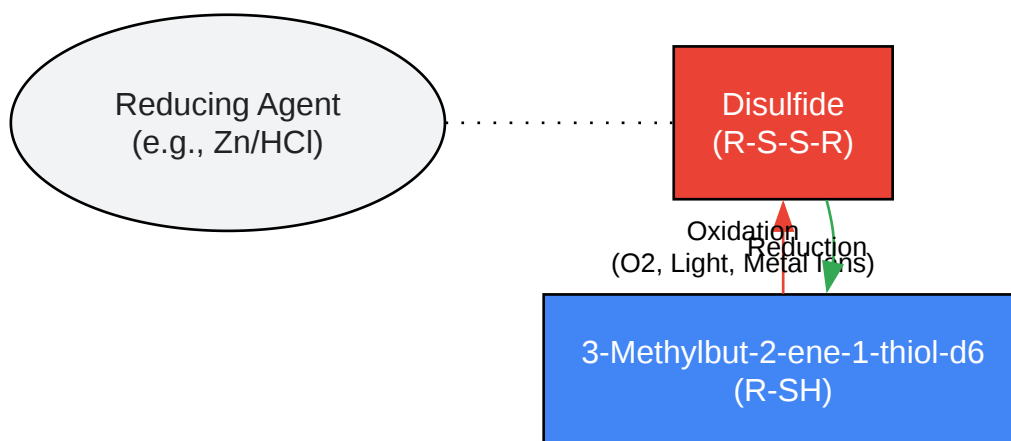 Reducing Agent
(e.g., Zn/HCl)
Disulfide
(R-S-S-R)
Oxidation
(O2, Light, Metal Ions)
Reduction
3-Methylbut-2-ene-1-thiol-d6
(R-SH)